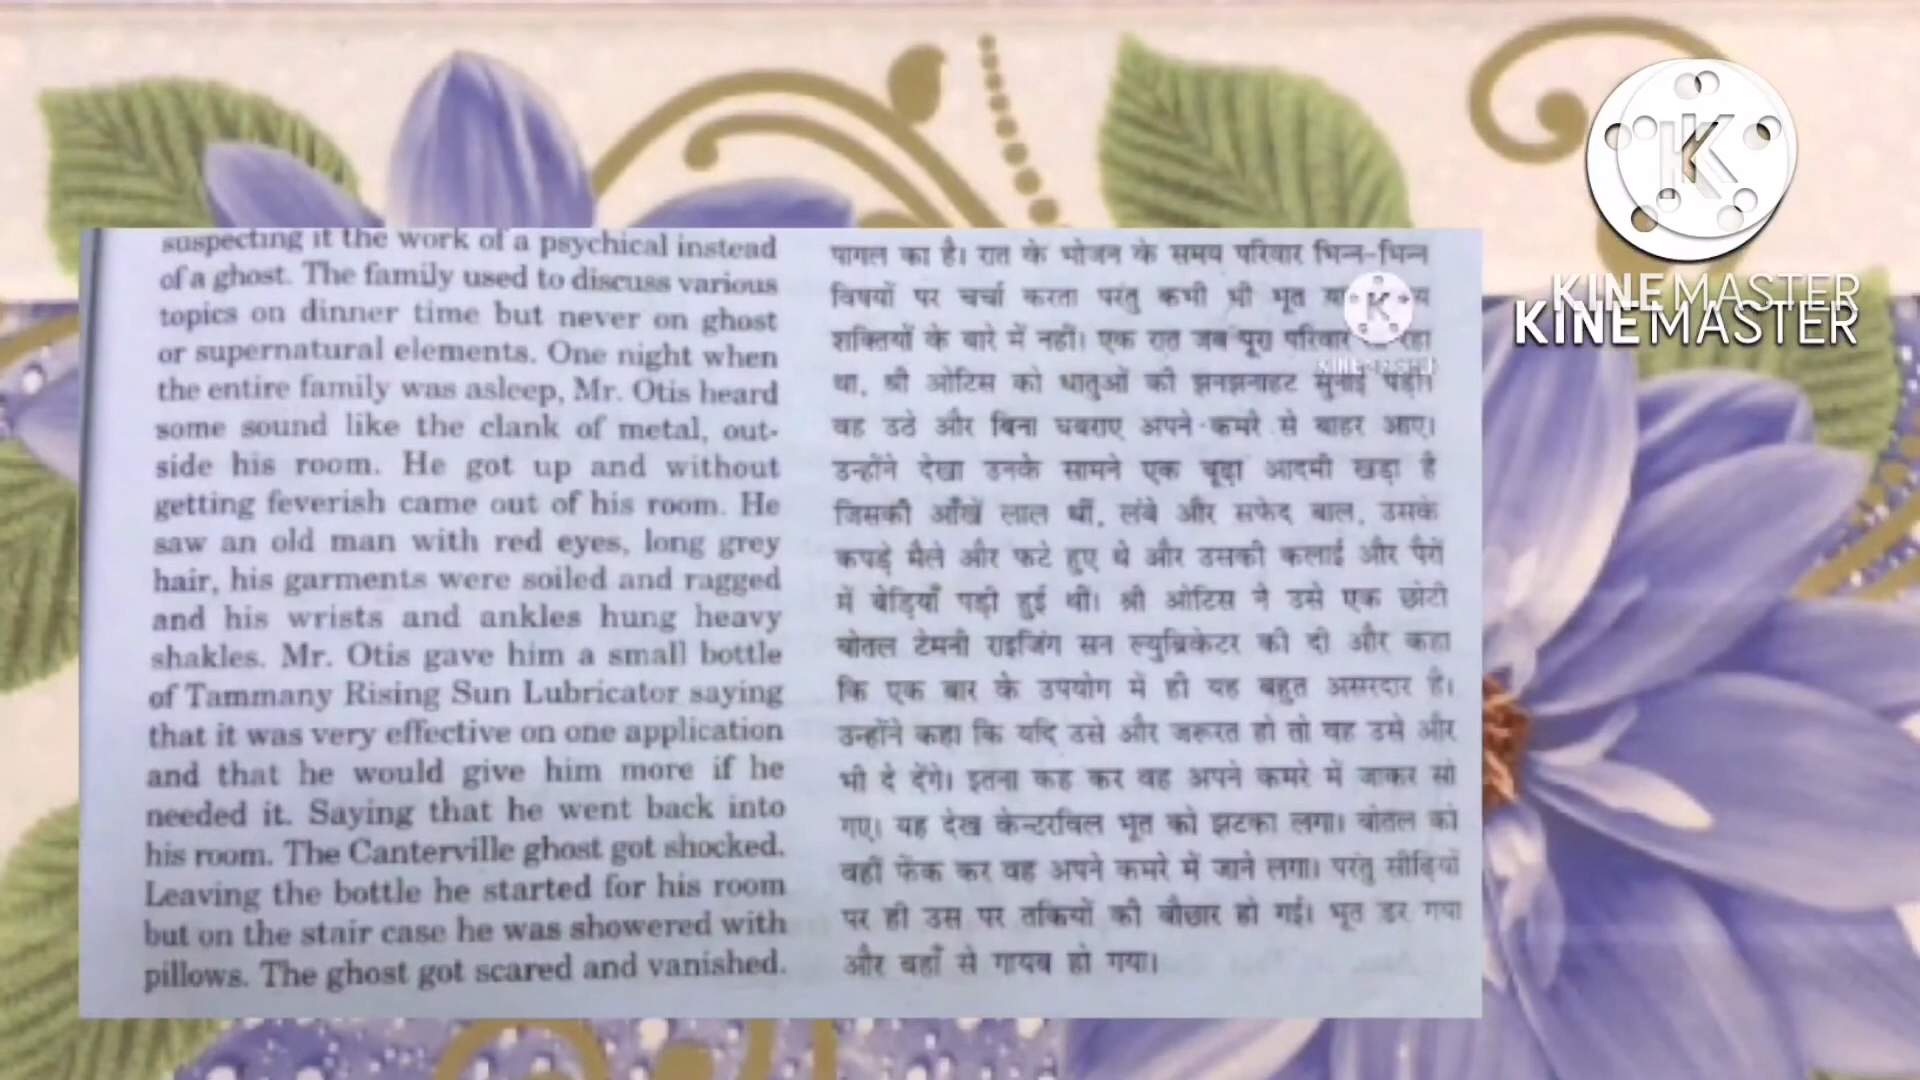 suspecting it the work of a psychical instead
of a ghost. The family used to discuss various
topics on dinner time but never on ghost
or supernatural elements. One night when
the entire family was asleep, Mr. Otis heard
some sound like the clank of metal, out-
side his room. He got up and without
getting feverish came out of his room. He
saw an old man with red eyes, long grey
hair, his garments were soiled and ragged
and his wrists and ankles hung heavy
shakles. Mr. Otis gave him a small bottle
of Tammany Rising Sun Lubricator saying
that it was very effective on one application
and that he would give him more if he
needed it. Saying that he went back into
his room. The Canterville ghost got shocked.
Leaving the bottle he started for his room
but on the stair case he was showered with
pillows. The ghost got scared and vanished.
पागल का है। रात के भोजन के समय परिवार भिन्न-भिन्न
विषयों पर चर्चा करता परंतु कभी भी भूत
शक्तियों के बारे में नहीं। एक रात जब पूरा परिवार रहा
था, श्री ओटिस को धातुओं की झनझनाहट सुनाई पड़ी।
वह उठे और बिना घबराए अपने कमरे से बाहर आए।
उन्होंने देखा उनके सामने एक बूढ़ा आदमी खड़ा है
जिसकी आँखें लाल थीं, लंबे और सफेद बाल, उसके
कपड़े मैले और फटे हुए थे और उसकी कलाई और पैरों
में बेड़ियाँ पड़ी हुई थीं। श्री ओटिस ने उसे एक छोटी
बोतल टेमनी राइजिंग सन ल्युब्रिकेटर की दी और कहा
कि एक बार के उपयोग में ही यह बहुत असरदार है।
उन्होंने कहा कि यदि उसे और जरूरत हो तो वह उसे और
भी दे देंगे। इतना कह कर वह अपने कमरे में जाकर सो
गए। यह देख केन्टरविल भूत को झटका लगा। बोतल को
वहीं फेंक कर वह अपने कमरे में जाने लगा। परंतु सीढ़ियों
पर ही उस पर तकियों की बौछार हो गई। भूत डर गया
और वहाँ से गायब हो गया।
KINEMASTER
KINEMASTER
KINEMASTER